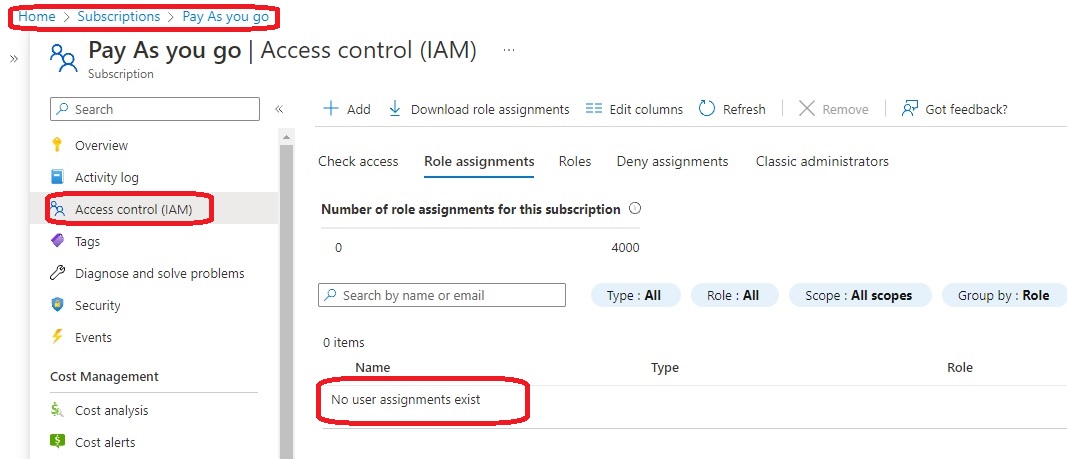 Home > Subscriptions > Pay As you go
Pay As you go | Access control (IAM) ...
Subscription
Search
Overview
Activity log
Access control (IAM)
Tags
Diagnose and solve problems
Security
Events
Cost Management
Cost analysis
Cost alerts
Add Download role assignments Edit columns Refresh Remove Got feedback?
Check access Role assignments Roles Deny assignments Classic administrators
Number of role assignments for this subscription
0 4000
Search by name or email Type : All Role : All Scope : All scopes Group by : Role
0 items
Name Type Role
No user assignments exist